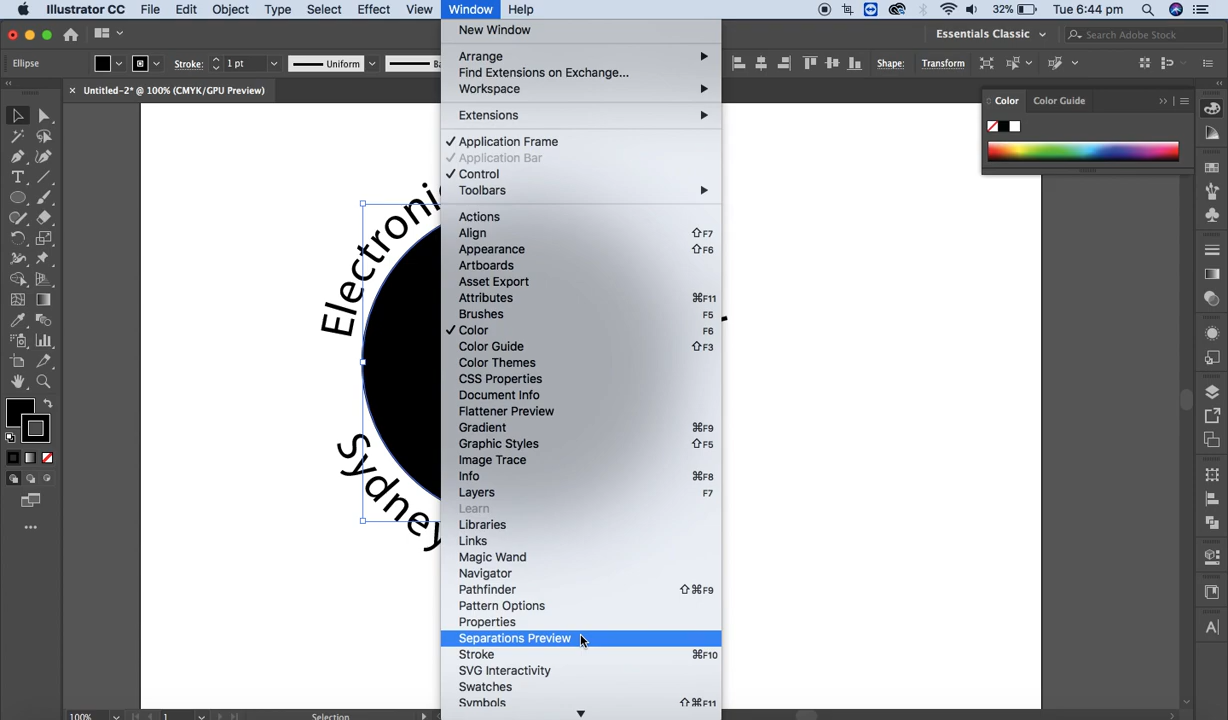 Illustrator CC File Edit Object Type Select Effect View Window Help 32% Tue 6:44 pm
Essentials Classic Search Adobe Stock
Ellipse Stroke: 1 pt Uniform Ba Shape: Transform
× Untitled-2* @ 100% (CMYK/GPU Preview)
Color Color Guide
New Window
Arrange
Find Extensions on Exchange...
Workspace
Extensions
✓ Application Frame
✓ Application Bar
✓ Control
Toolbars
Actions
Align ⇧F7
Appearance ⇧F6
Artboards
Asset Export
Attributes ⌘F11
Brushes F5
✓ Color F6
Color Guide ⇧F3
Color Themes
CSS Properties
Document Info
Flattener Preview
Gradient ⌘F9
Graphic Styles ⇧F5
Image Trace
Info ⌘F8
Layers F7
Learn
Libraries
Links
Magic Wand
Navigator
Pathfinder ⇧⌘F9
Pattern Options
Properties
Separations Preview
Stroke ⌘F10
SVG Interactivity
Swatches
Symbols ⇧⌘F11
Electronic
Sydney
100% 1 Selection